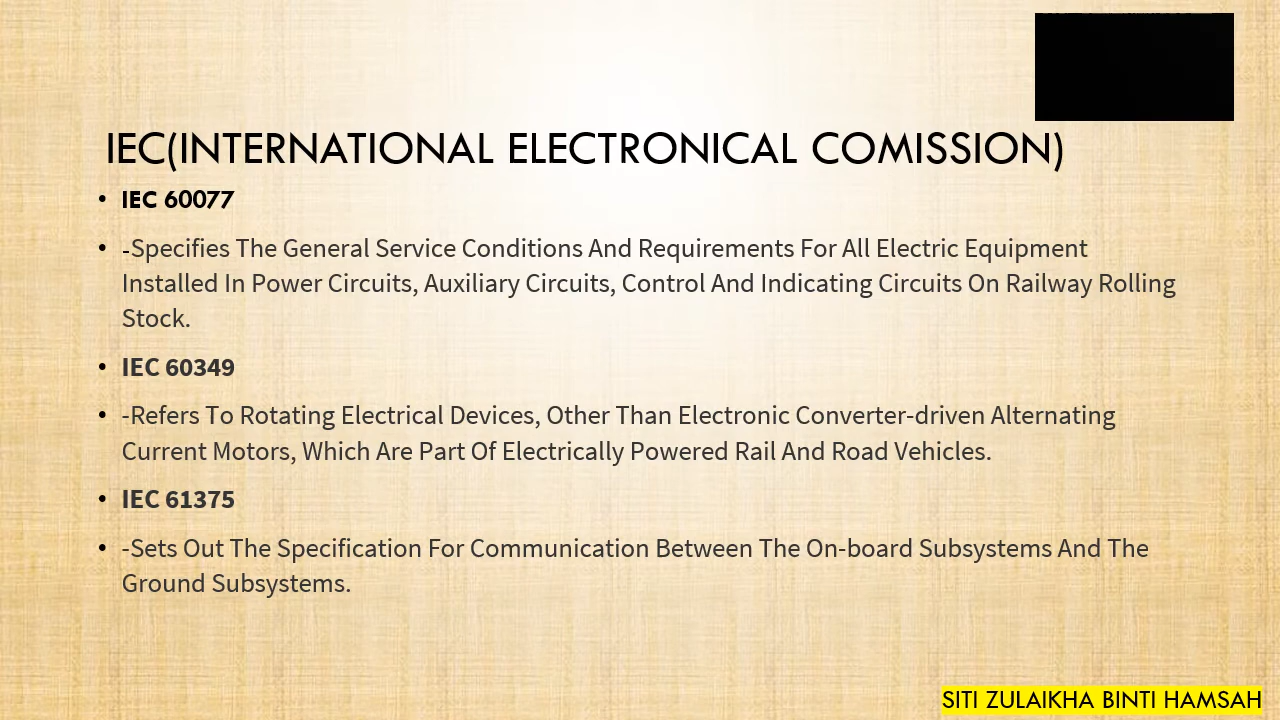 IEC(INTERNATIONAL ELECTRONICAL COMISSION)
• IEC 60077
• -Specifies The General Service Conditions And Requirements For All Electric Equipment
Installed In Power Circuits, Auxiliary Circuits, Control And Indicating Circuits On Railway Rolling
Stock.
• IEC 60349
• -Refers To Rotating Electrical Devices, Other Than Electronic Converter-driven Alternating
Current Motors, Which Are Part Of Electrically Powered Rail And Road Vehicles.
• IEC 61375
• -Sets Out The Specification For Communication Between The On-board Subsystems And The
Ground Subsystems.
SITI ZULAIKHA BINTI HAMSAH